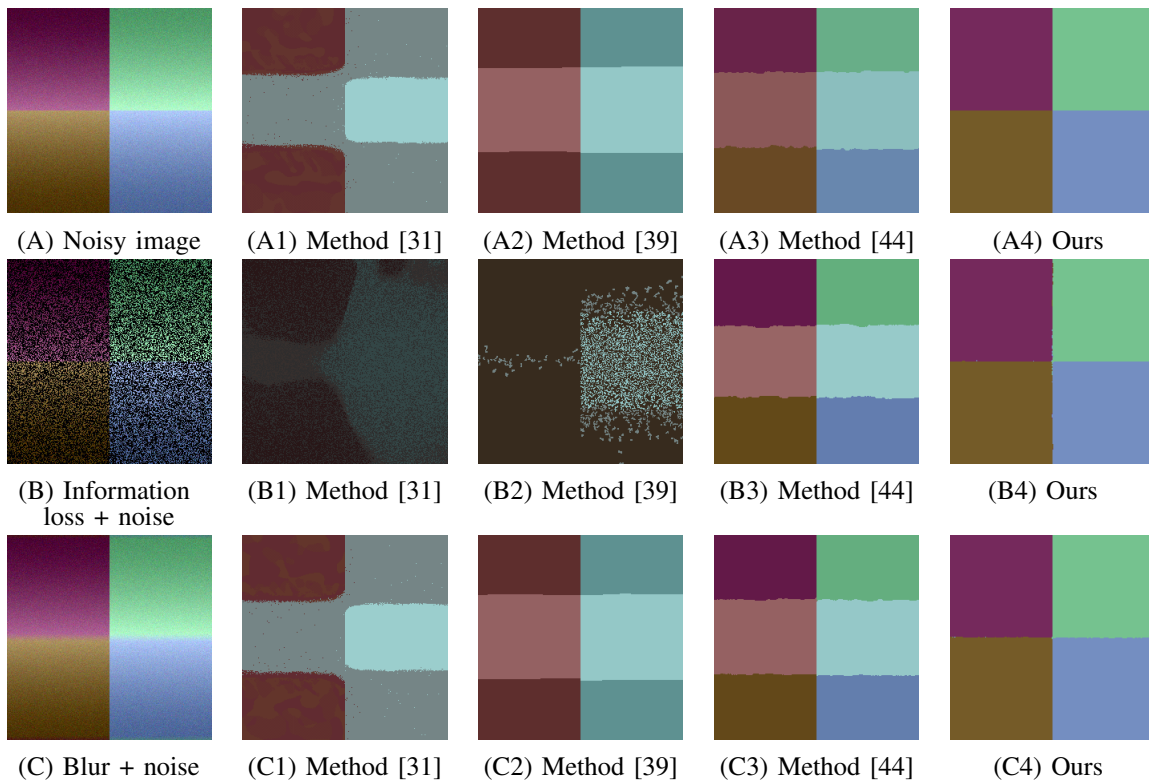 (A) Noisy image
(A1) Method [31]
(A2) Method [39]
(A3) Method [44]
(A4) Ours
(B) Information
loss + noise
(B1) Method [31]
(B2) Method [39]
(B3) Method [44]
(B4) Ours
(C) Blur + noise
(C1) Method [31]
(C2) Method [39]
(C3) Method [44]
(C4) Ours